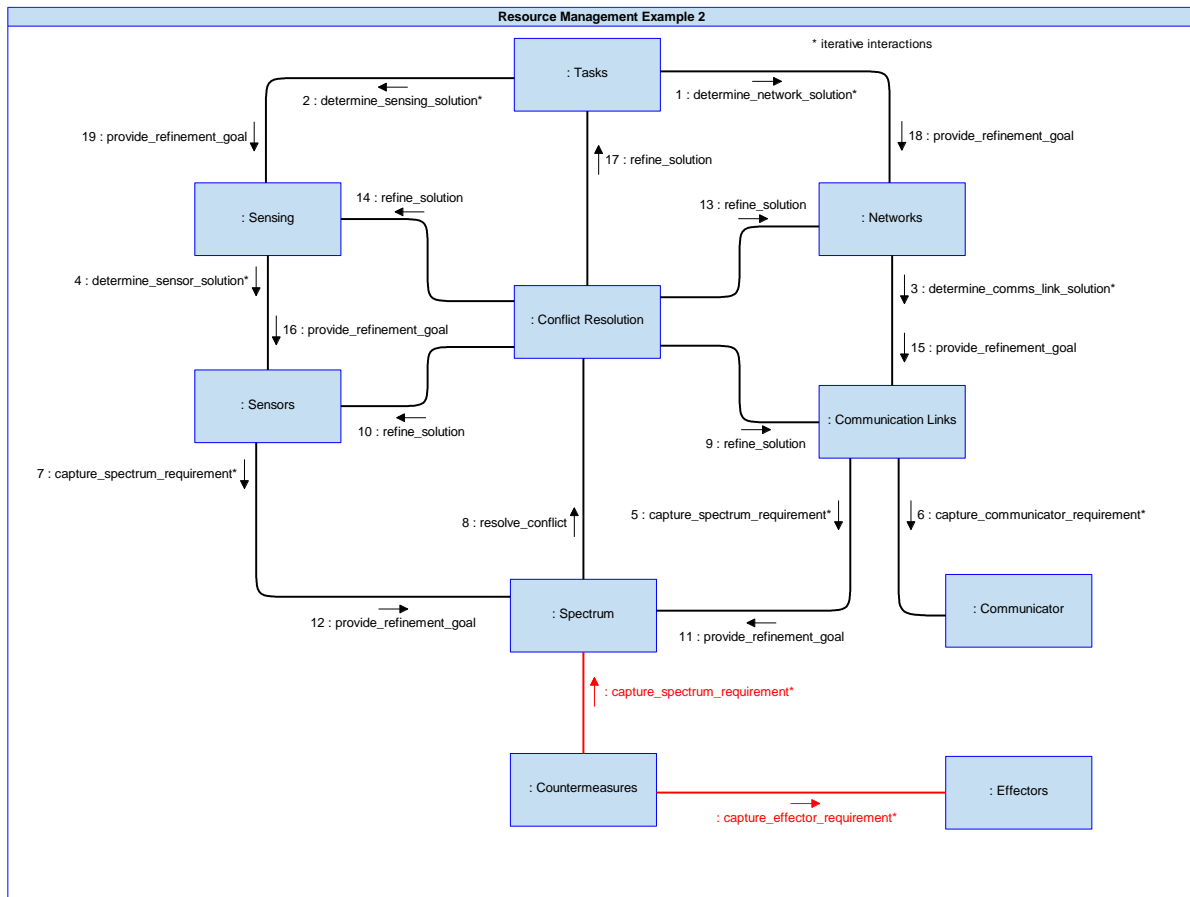 Resource Management Example 2
* iterative interactions
: Tasks
2 : determine_sensing_solution*
1 : determine_network_solution*
19 : provide_refinement_goal
18 : provide_refinement_goal
17 : refine_solution
14 : refine_solution
13 : refine_solution
: Sensing
: Networks
4 : determine_sensor_solution*
3 : determine_comms_link_solution*
: Conflict Resolution
16 : provide_refinement_goal
15 : provide_refinement_goal
: Sensors
: Communication Links
10 : refine_solution
9 : refine_solution
7 : capture_spectrum_requirement*
8 : resolve_conflict
5 : capture_spectrum_requirement*
6 : capture_communicator_requirement*
: Spectrum
: Communicator
12 : provide_refinement_goal
11 : provide_refinement_goal
: capture_spectrum_requirement*
: Countermeasures
: Effectors
: capture_effector_requirement*